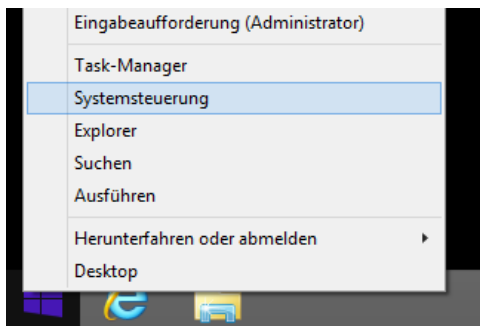 Eingabeaufforderung (Administrator)
Task-Manager
Systemsteuerung
Explorer
Suchen
Ausführen
Herunterfahren oder abmelden
Desktop